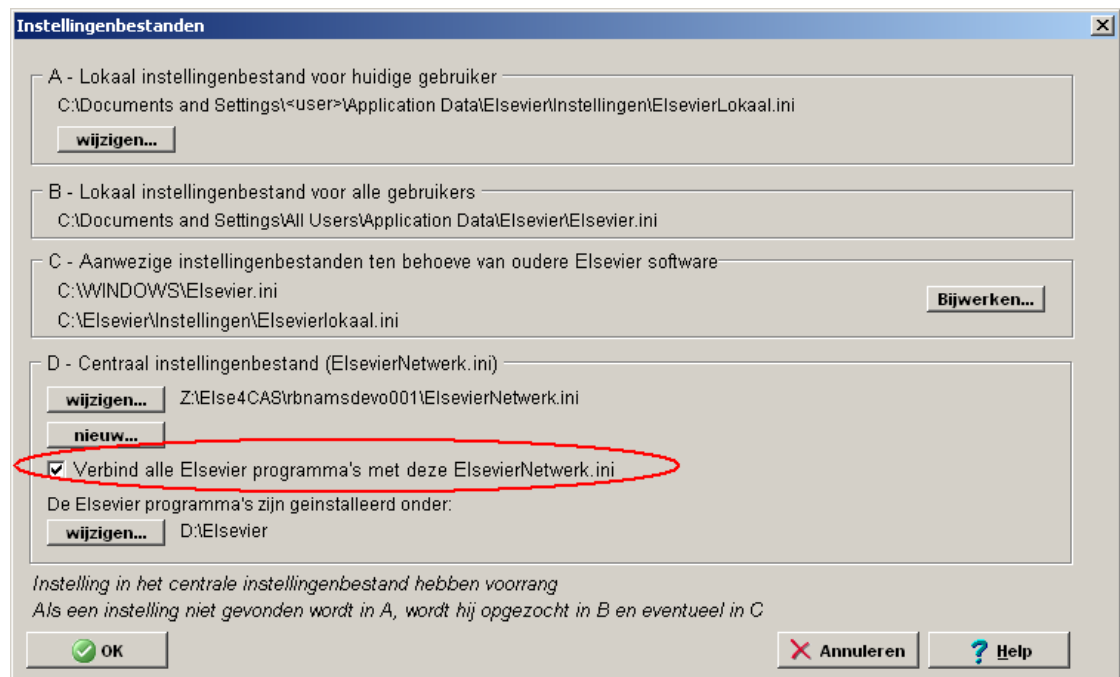 Instellingenbestanden
A - Lokaal instellingenbestand voor huidige gebruiker
C:\Documents and Settings\<user>\Application Data\Elsevier\Instellingen\ElsevierLokaal.ini
wijzigen...
B - Lokaal instellingenbestand voor alle gebruikers
C:\Documents and Settings\All Users\Application Data\Elsevier\Elsevier.ini
C - Aanwezige instellingenbestanden ten behoeve van oudere Elsevier software
C:\WINDOWS\Elsevier.ini
Bijwerken...
C:\Elsevier\Instellingen\Elsevierlokaal.ini
D - Centraal instellingenbestand (ElsevierNetwerk.ini)
wijzigen... Z:\Else4CAS\rbnamsdevo001\ElsevierNetwerk.ini
nieuw...
Verbind alle Elsevier programma's met deze ElsevierNetwerk.ini
De Elsevier programma's zijn geinstalleerd onder:
wijzigen... D:\Elsevier
Instelling in het centrale instellingenbestand hebben voorrang
Als een instelling niet gevonden wordt in A, wordt hij opgezocht in B en eventueel in C
OK Annuleren Help